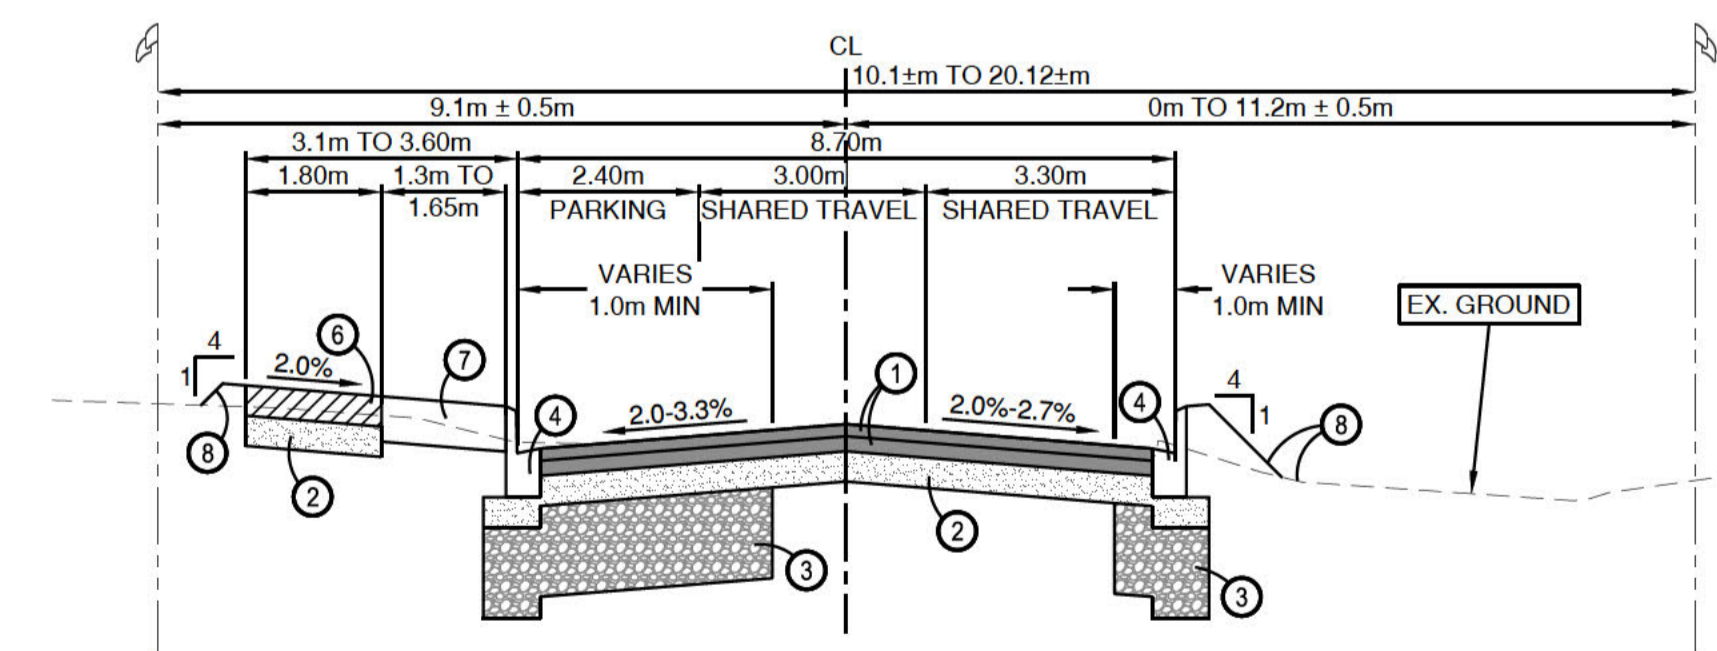 CL
10.1±m TO 20.12±m
9.1m ± 0.5m
0m TO 11.2m ± 0.5m
3.1m TO 3.60m
8.70m
1.80m
1.3m TO
1.65m
2.40m
3.00m
3.30m
PARKING
SHARED TRAVEL
SHARED TRAVEL
VARIES
1.0m MIN
VARIES
1.0m MIN
EX. GROUND
4
1
2.0%
6
7
4
2.0-3.3%
1
2.0%-2.7%
4
4
1
8
8
2
2
3
3